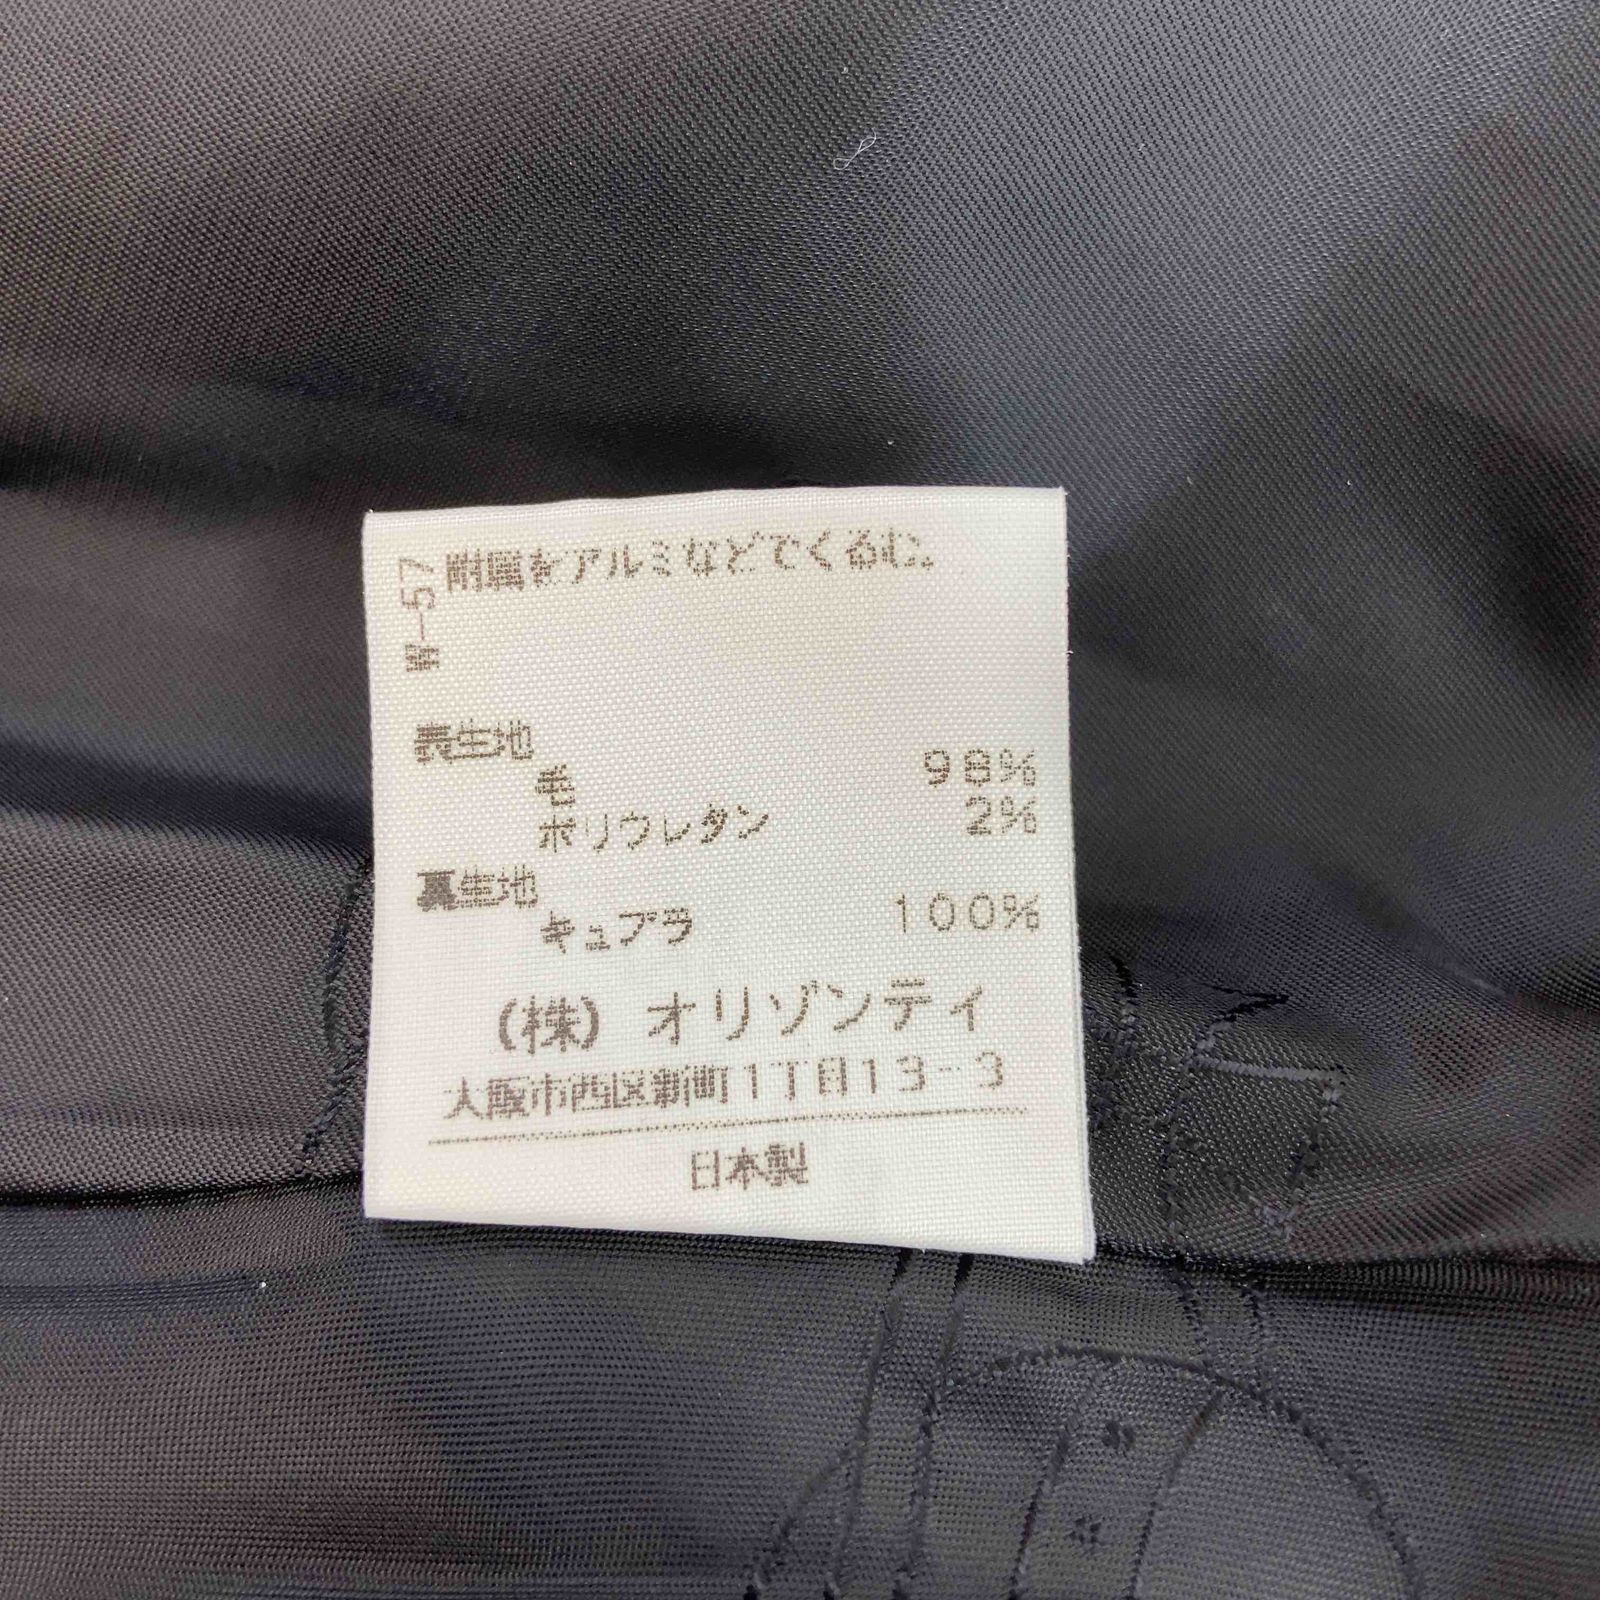 W-57
附属をアルミなどでくるむ。
表生地
毛 98%
ポリウレタン 2%
裏生地
キュプラ 100%
(株) オリゾンティ
大阪市西区新町1丁目13-3
日本製